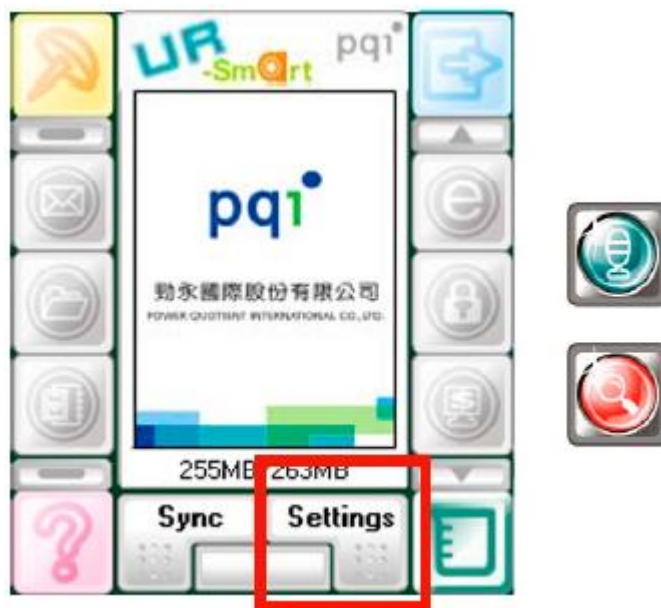 UR
-Smart
pqi
pqi
勁永國際股份有限公司
POWER QUOTIENT INTERNATIONAL CO., LTD.
255MB 263MB
Sync Settings